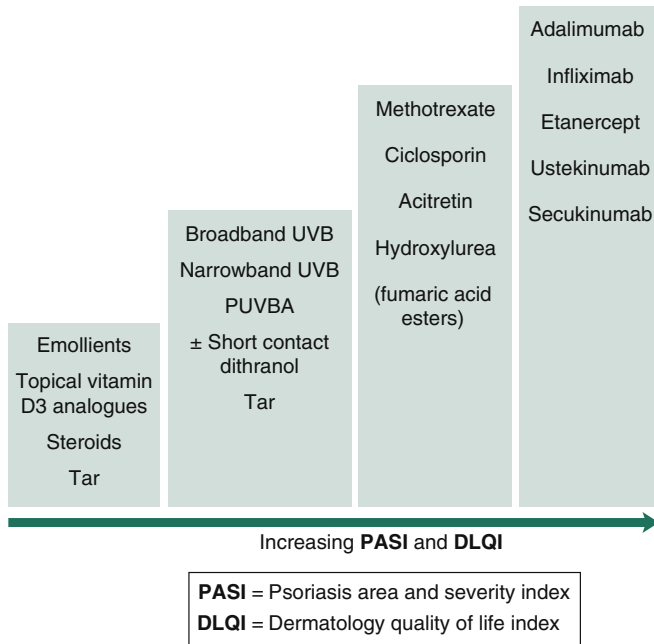 Emollients
Topical vitamin
D3 analogues
Steroids
Tar
Broadband UVB
Narrowband UVB
PUVBA
± Short contact
dithranol
Tar
Methotrexate
Ciclosporin
Acitretin
Hydroxylurea
(fumaric acid
esters)
Adalimumab
Infliximab
Etanercept
Ustekinumab
Secukinumab
Increasing PASI and DLQI
PASI = Psoriasis area and severity index
DLQI = Dermatology quality of life index